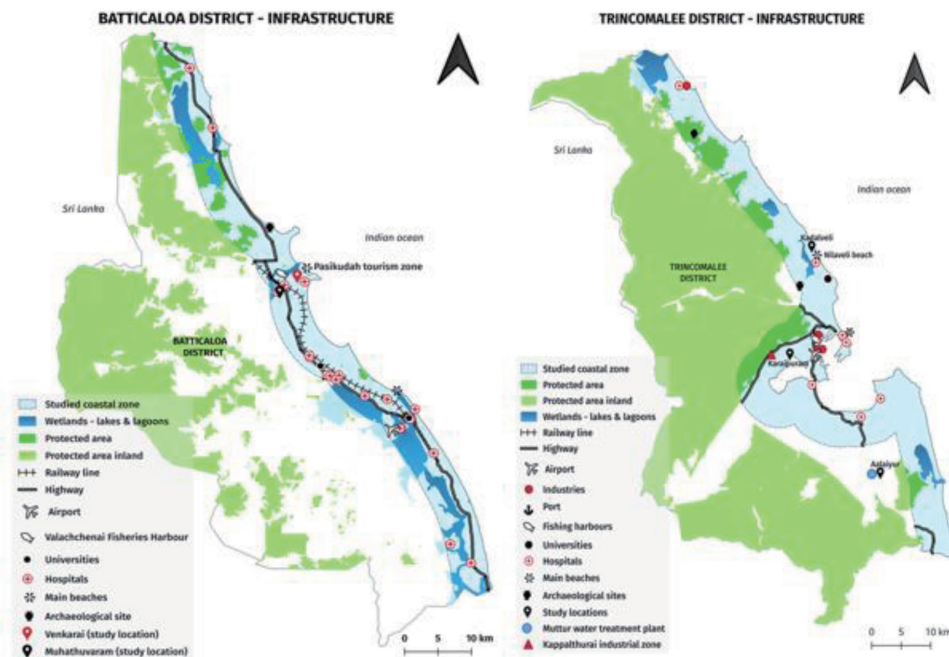 BATTICALOA DISTRICT - INFRASTRUCTURE
Sri Lanka
Indian ocean
Pasikudah tourism zone
BATTICALOA
DISTRICT
Studied coastal zone
Wetlands - lakes & lagoons
Protected area
Protected area inland
Railway line
Highway
Airport
Valachchenai Fisheries Harbour
Universities
Hospitals
Main beaches
Archaeological site
Venkarai (study location)
Muhathuvaram (study location)
0 5 10 km
TRINCOMALEE DISTRICT - INFRASTRUCTURE
Sri Lanka
Indian ocean
Kadalveli
Nilaveli beach
TRINCOMALEE
DISTRICT
Studied coastal zone
Protected area
Protected area inland
Wetlands - lakes & lagoons
Railway line
Highway
Airport
Industries
Port
Fishing harbours
Universities
Hospitals
Main beaches
Archaeological sites
Study locations
Muttur water treatment plant
Kappalthurai industrial zone
0 5 10 km